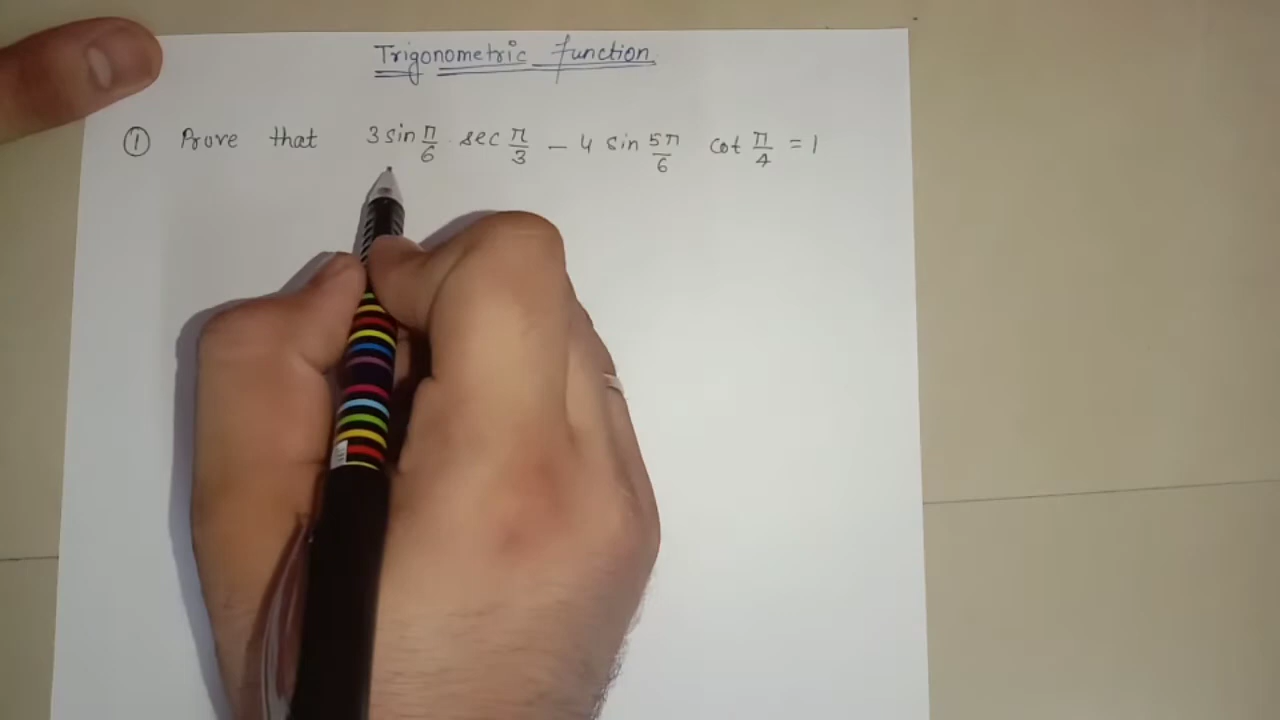 Trigonometric function
① Prove that 3 sin π/6 . sec π/3 – 4 sin 5π/6 cot π/4 = 1